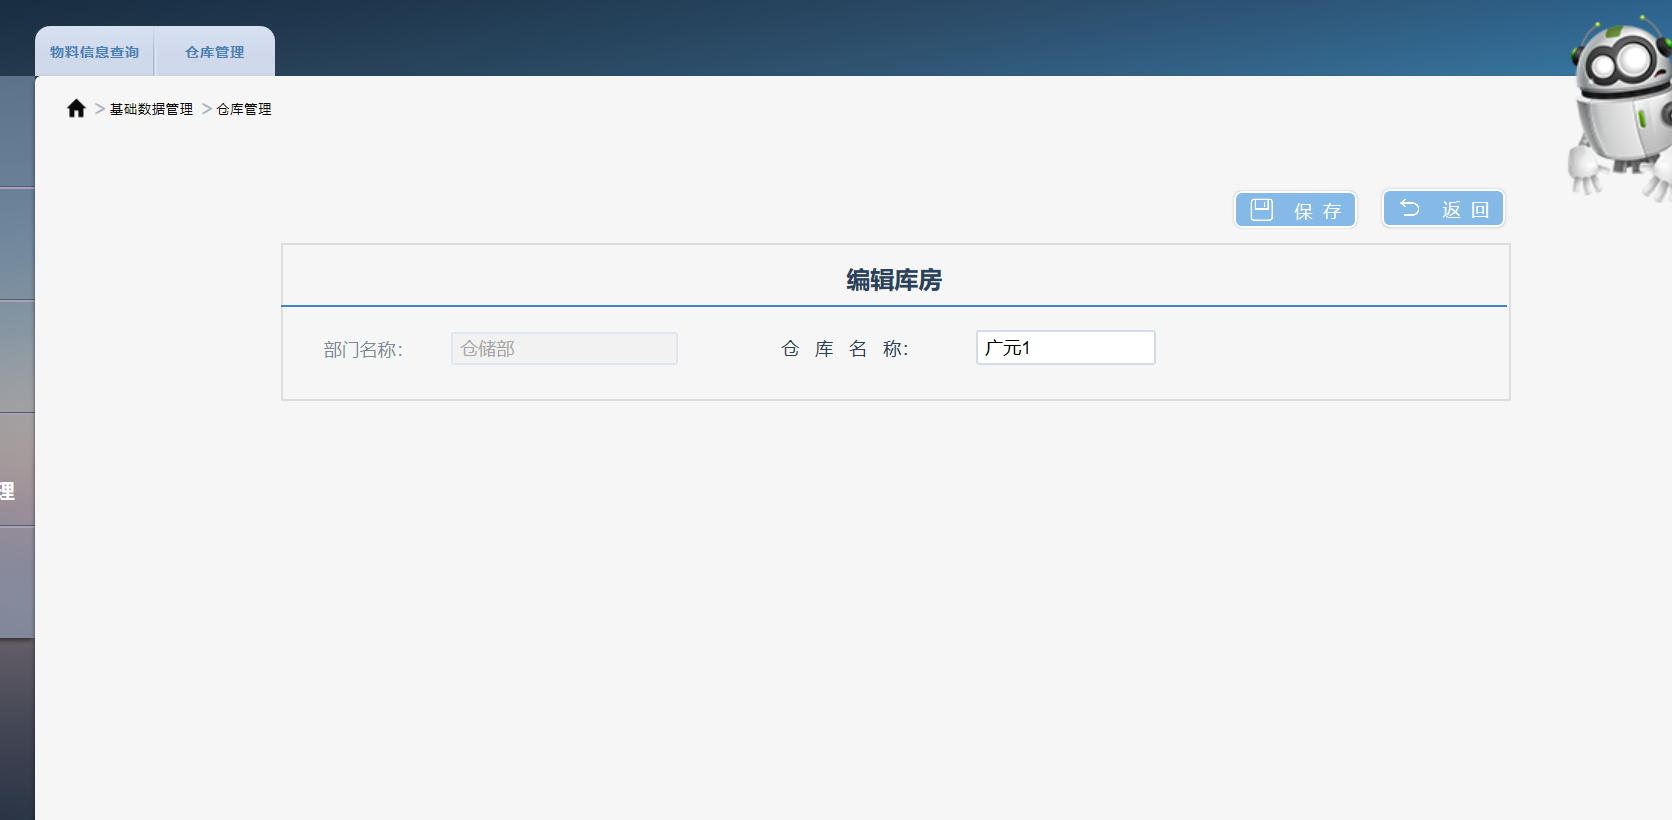 物料信息查询 仓库管理
>基础数据管理 >仓库管理
保存 返回
编辑库房
部门名称： 仓储部 仓库名称： 广元1
理